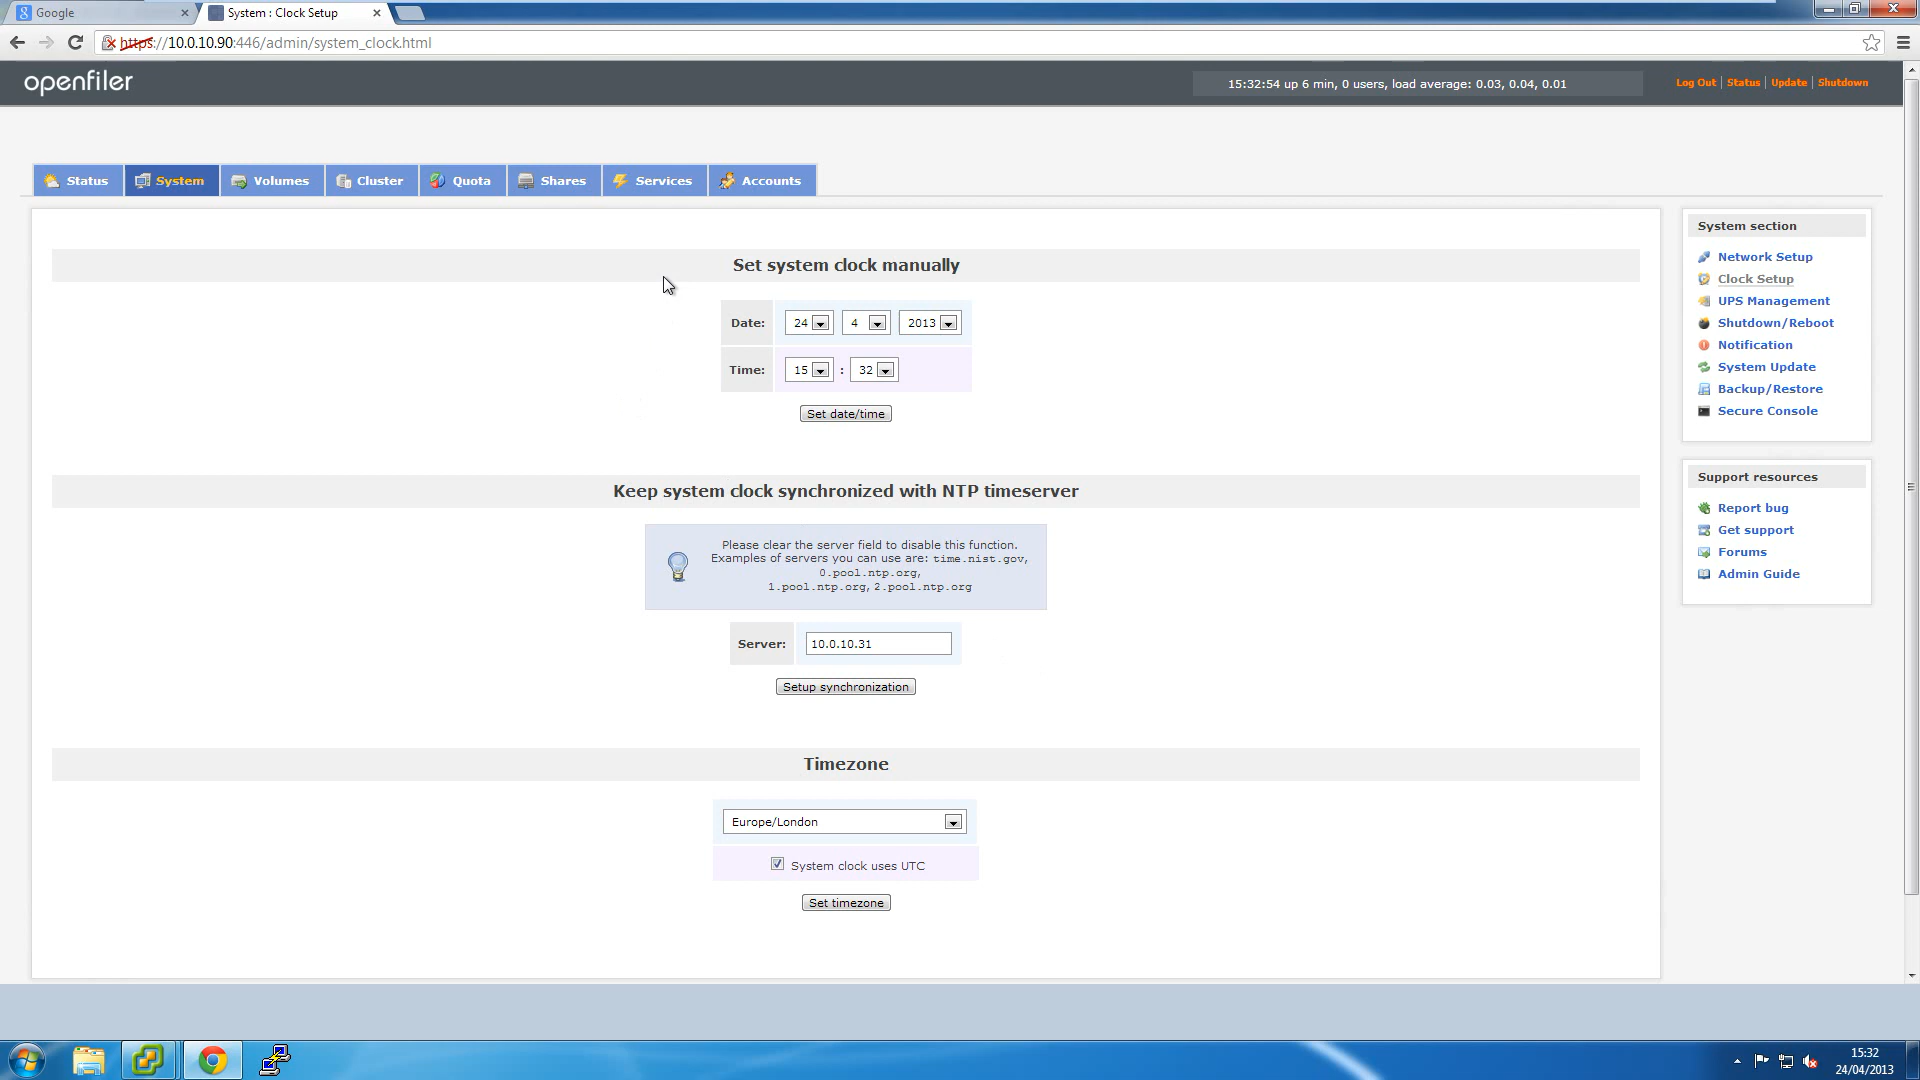 Google
System : Clock Setup
https://10.0.10.90:446/admin/system_clock.html
openfiler
15:32:54 up 6 min, 0 users, load average: 0.03, 0.04, 0.01
Log Out | Status | Update | Shutdown
Status
System
Volumes
Cluster
Quota
Shares
Services
Accounts
Set system clock manually
Date: 24 4 2013
Time: 15 : 32
Set date/time
Keep system clock synchronized with NTP timeserver
Please clear the server field to disable this function.
Examples of servers you can use are: time.nist.gov,
0.pool.ntp.org,
1.pool.ntp.org, 2.pool.ntp.org
Server: 10.0.10.31
Setup synchronization
Timezone
Europe/London
System clock uses UTC
Set timezone
System section
Network Setup
Clock Setup
UPS Management
Shutdown/Reboot
Notification
System Update
Backup/Restore
Secure Console
Support resources
Report bug
Get support
Forums
Admin Guide
15:32
24/04/2013